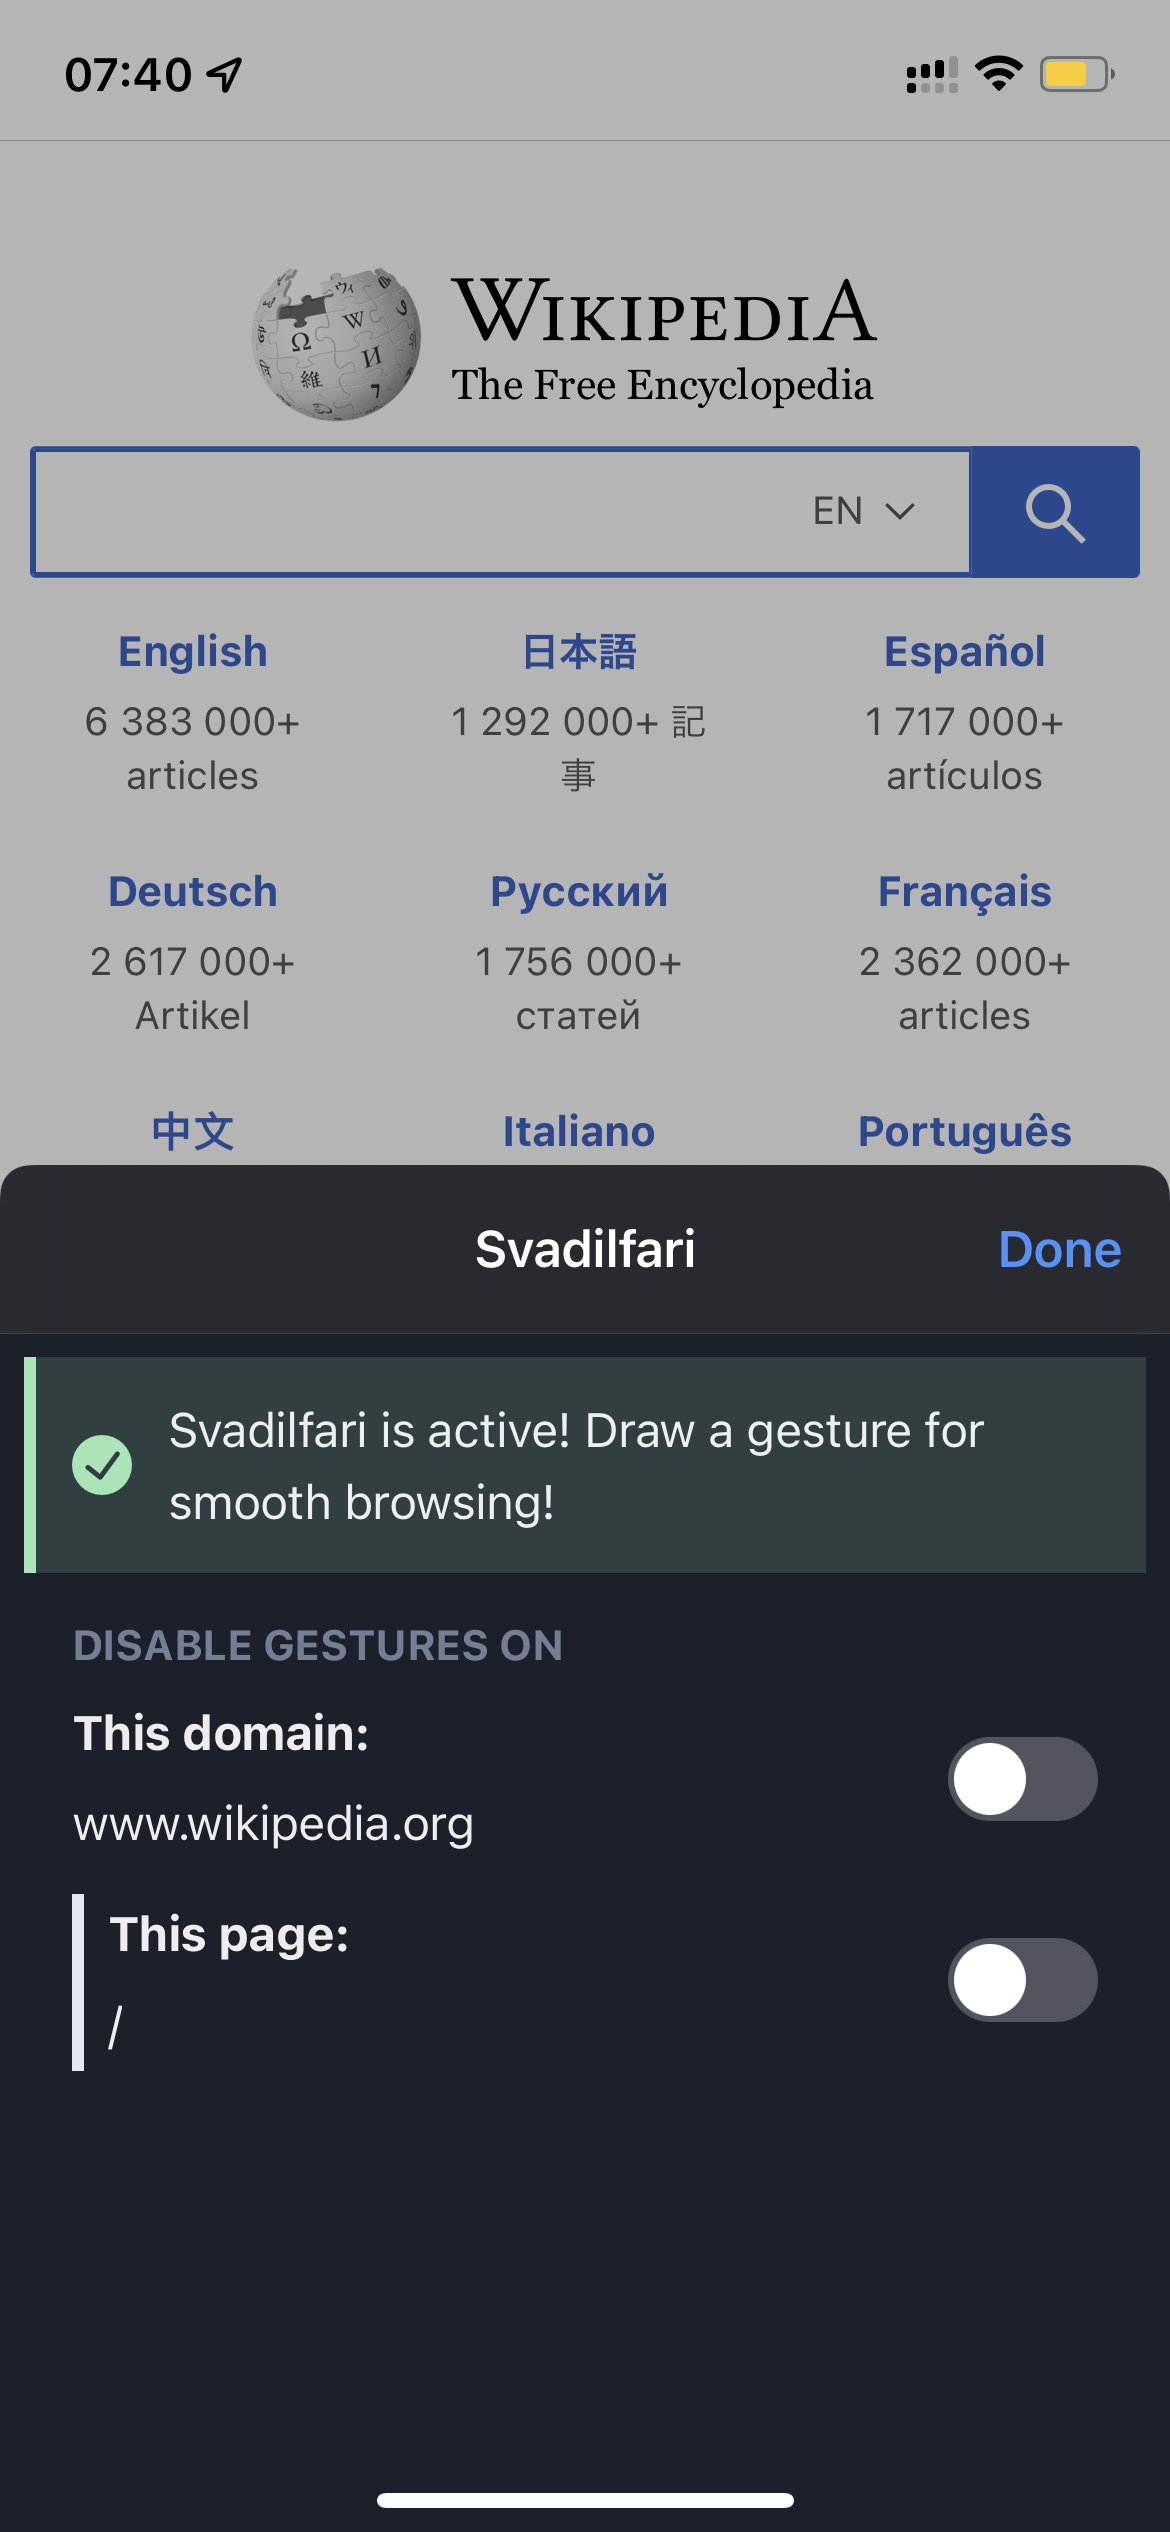 07:40
WIKIPEDIA
The Free Encyclopedia
EN
English 日本語 Español
6 383 000+ 1 292 000+ 記 1 717 000+
articles 事 artículos
Deutsch Русский Français
2 617 000+ 1 756 000+ 2 362 000+
Artikel статей articles
中文 Italiano Português
Svadilfari Done
Svadilfari is active! Draw a gesture for
smooth browsing!
DISABLE GESTURES ON
This domain:
www.wikipedia.org
This page:
/